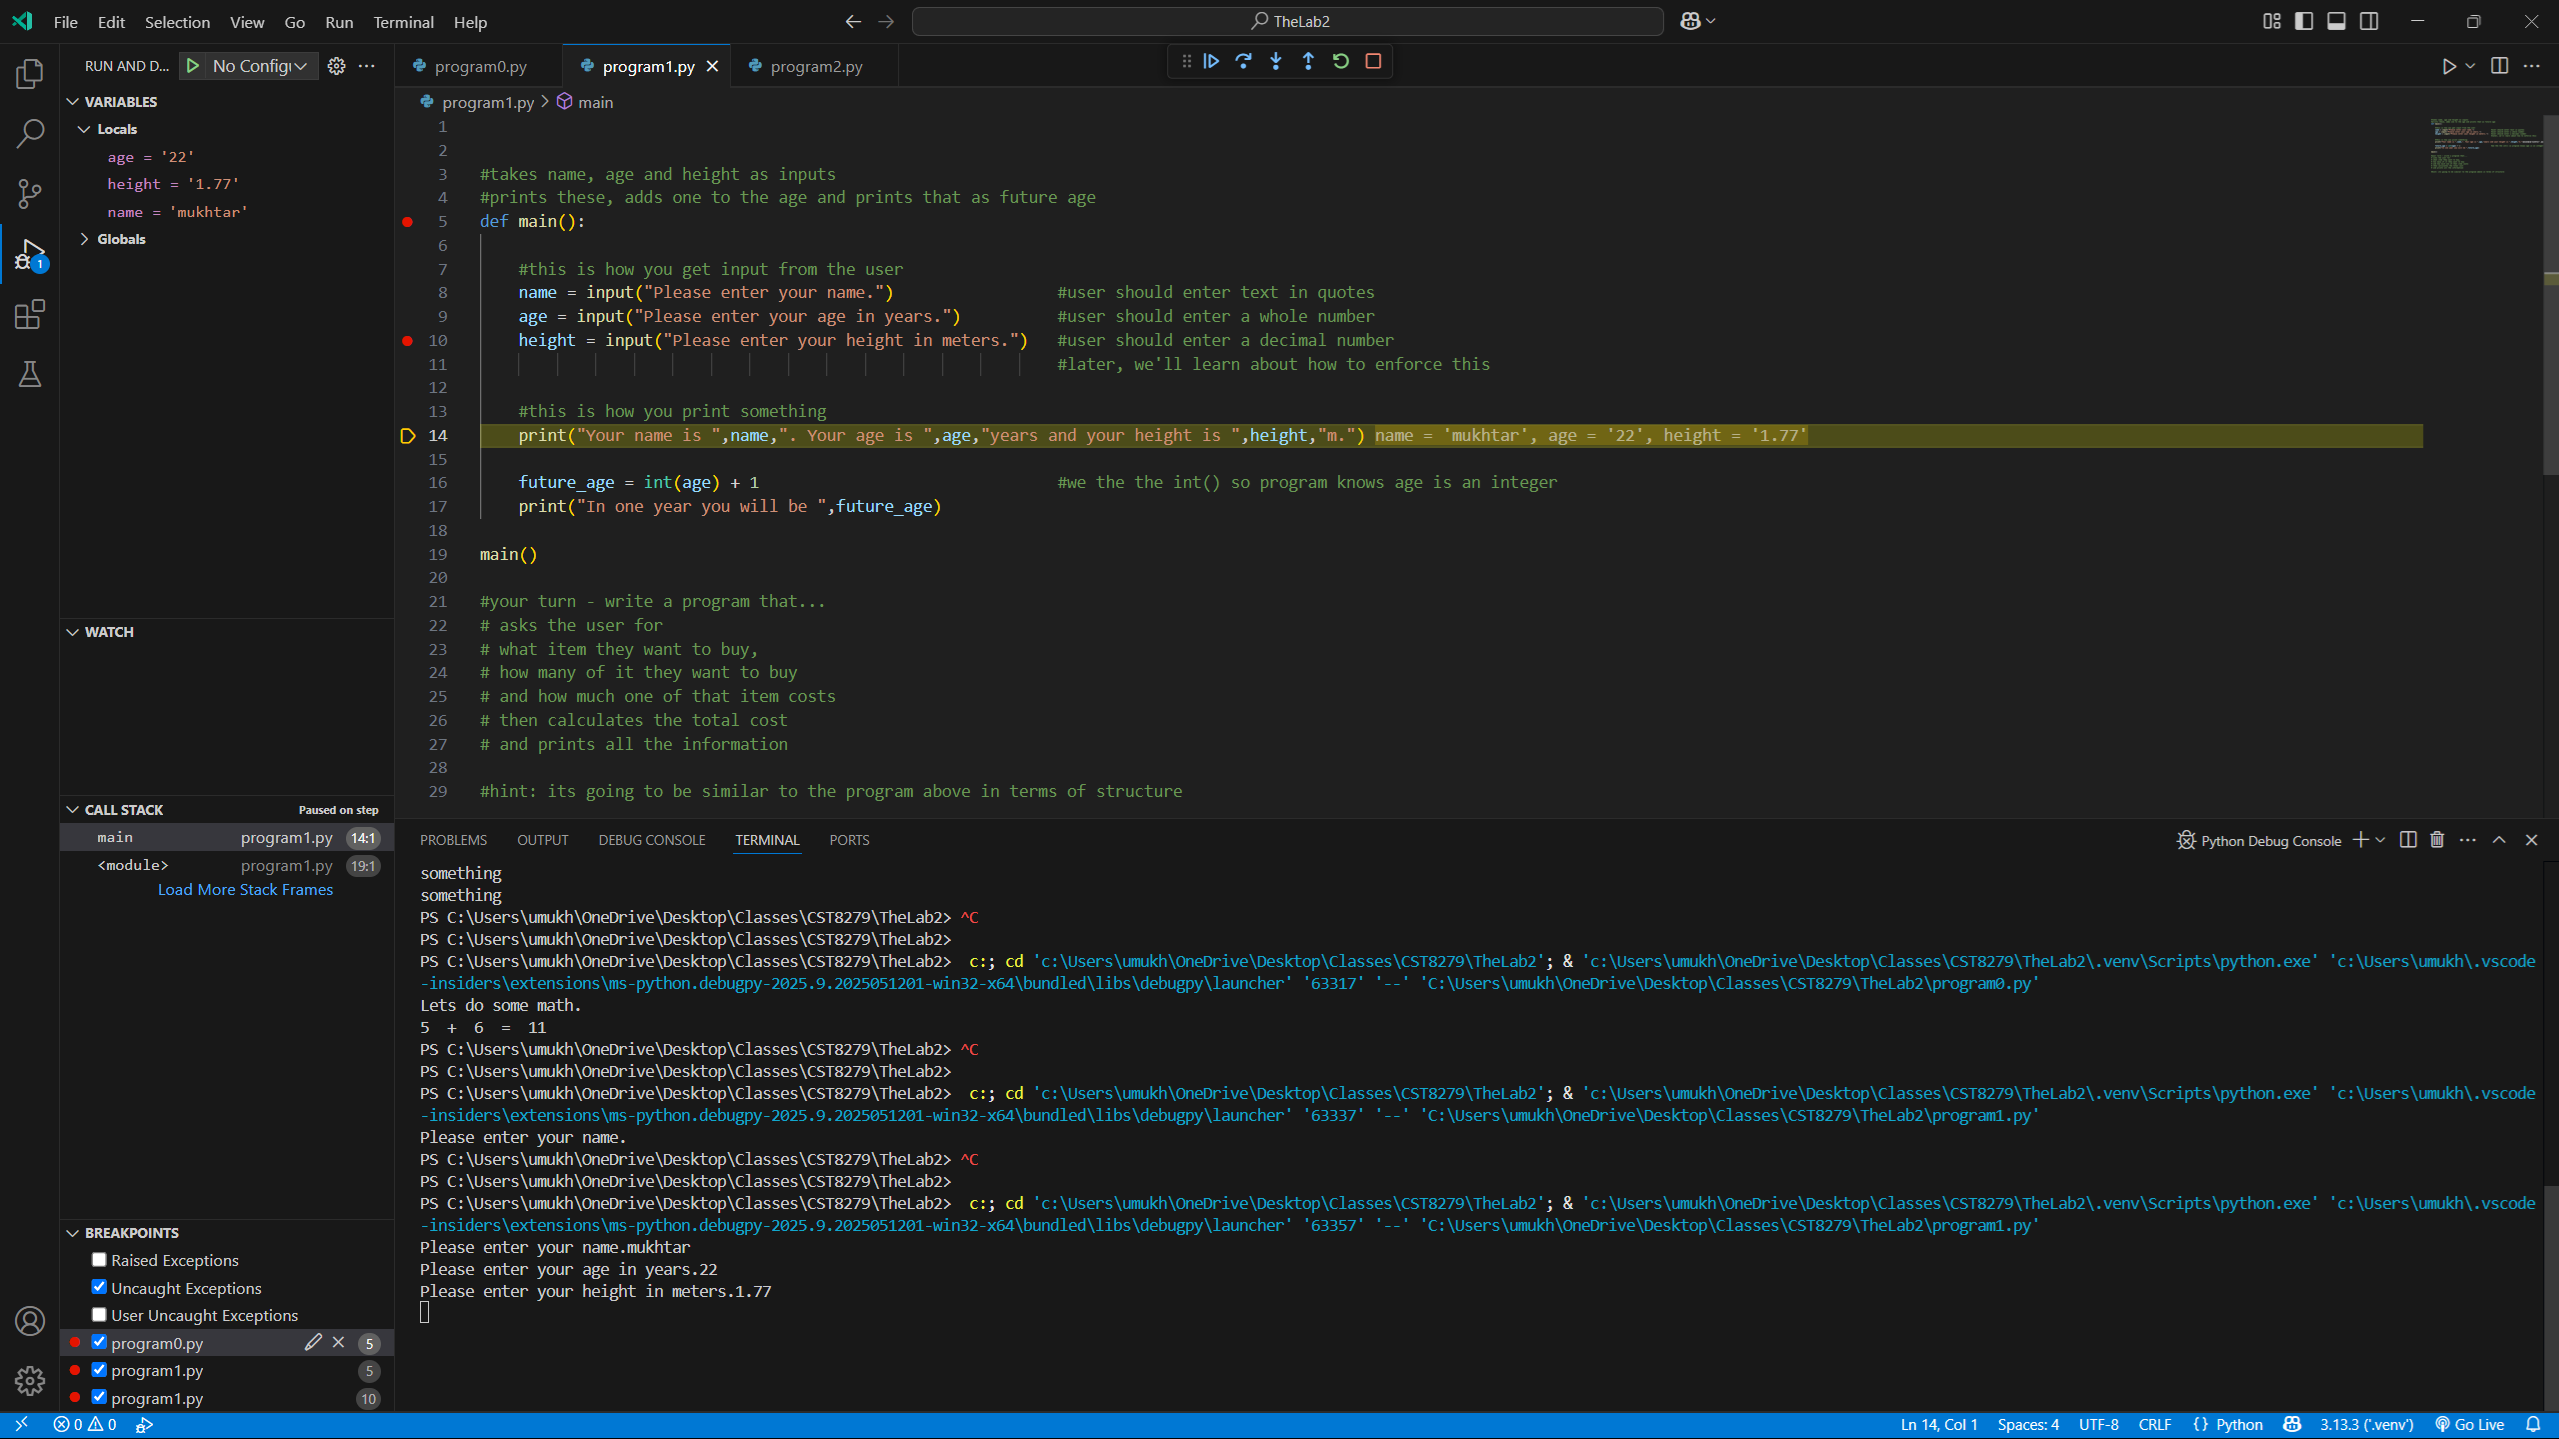 File Edit Selection View Go Run Terminal Help
TheLab2
RUN AND D... No Config
program0.py program1.py program2.py
program1.py > main
VARIABLES
Locals
age = '22'
height = '1.77'
name = 'mukhtar'
Globals
WATCH
CALL STACK Paused on step
main program1.py 14:1
<module> program1.py 19:1
Load More Stack Frames
BREAKPOINTS
Raised Exceptions
Uncaught Exceptions
User Uncaught Exceptions
program0.py 5
program1.py 5
program1.py 10
1
1
2
3 #takes name, age and height as inputs
4 #prints these, adds one to the age and prints that as future age
5 def main():
6
7 #this is how you get input from the user
8 name = input("Please enter your name.") #user should enter text in quotes
9 age = input("Please enter your age in years.") #user should enter a whole number
10 height = input("Please enter your height in meters.") #user should enter a decimal number
11 #later, we'll learn about how to enforce this
12
13 #this is how you print something
14 print("Your name is ",name,". Your age is ",age,"years and your height is ",height,"m.") name = 'mukhtar', age = '22', height = '1.77'
15
16 future_age = int(age) + 1 #we the the int() so program knows age is an integer
17 print("In one year you will be ",future_age)
18
19 main()
20
21 #your turn - write a program that...
22 # asks the user for
23 # what item they want to buy,
24 # how many of it they want to buy
25 # and how much one of that item costs
26 # then calculates the total cost
27 # and prints all the information
28
29 #hint: its going to be similar to the program above in terms of structure
PROBLEMS OUTPUT DEBUG CONSOLE TERMINAL PORTS
Python Debug Console
something
something
PS C:\Users\umukh\OneDrive\Desktop\Classes\CST8279\TheLab2> ^C
PS C:\Users\umukh\OneDrive\Desktop\Classes\CST8279\TheLab2>
PS C:\Users\umukh\OneDrive\Desktop\Classes\CST8279\TheLab2>  c:; cd 'c:\Users\umukh\OneDrive\Desktop\Classes\CST8279\TheLab2'; & 'c:\Users\umukh\OneDrive\Desktop\Classes\CST8279\TheLab2\.venv\Scripts\python.exe' 'c:\Users\umukh\.vscode
-insiders\extensions\ms-python.debugpy-2025.9.2025051201-win32-x64\bundled\libs\debugpy\launcher' '63317' '--' 'C:\Users\umukh\OneDrive\Desktop\Classes\CST8279\TheLab2\program0.py'
Lets do some math.
5  +  6  =  11
PS C:\Users\umukh\OneDrive\Desktop\Classes\CST8279\TheLab2> ^C
PS C:\Users\umukh\OneDrive\Desktop\Classes\CST8279\TheLab2>
PS C:\Users\umukh\OneDrive\Desktop\Classes\CST8279\TheLab2>  c:; cd 'c:\Users\umukh\OneDrive\Desktop\Classes\CST8279\TheLab2'; & 'c:\Users\umukh\OneDrive\Desktop\Classes\CST8279\TheLab2\.venv\Scripts\python.exe' 'c:\Users\umukh\.vscode
-insiders\extensions\ms-python.debugpy-2025.9.2025051201-win32-x64\bundled\libs\debugpy\launcher' '63337' '--' 'C:\Users\umukh\OneDrive\Desktop\Classes\CST8279\TheLab2\program1.py'
Please enter your name.
PS C:\Users\umukh\OneDrive\Desktop\Classes\CST8279\TheLab2> ^C
PS C:\Users\umukh\OneDrive\Desktop\Classes\CST8279\TheLab2>
PS C:\Users\umukh\OneDrive\Desktop\Classes\CST8279\TheLab2>  c:; cd 'c:\Users\umukh\OneDrive\Desktop\Classes\CST8279\TheLab2'; & 'c:\Users\umukh\OneDrive\Desktop\Classes\CST8279\TheLab2\.venv\Scripts\python.exe' 'c:\Users\umukh\.vscode
-insiders\extensions\ms-python.debugpy-2025.9.2025051201-win32-x64\bundled\libs\debugpy\launcher' '63357' '--' 'C:\Users\umukh\OneDrive\Desktop\Classes\CST8279\TheLab2\program1.py'
Please enter your name.mukhtar
Please enter your age in years.22
Please enter your height in meters.1.77
0 0 Ln 14, Col 1 Spaces: 4 UTF-8 CRLF {} Python 3.13.3 ('.venv') Go Live